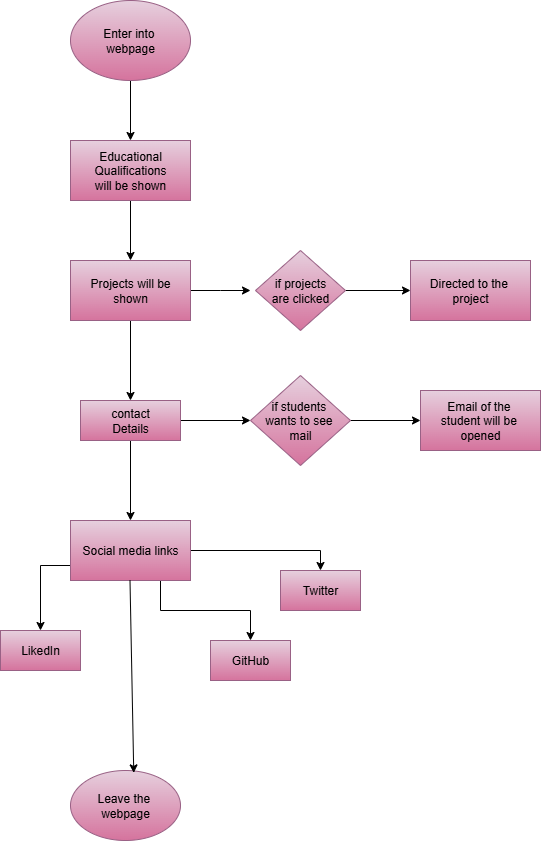 Enter into
webpage
Educational
Qualifications
will be shown
Projects will be
shown
if projects
are clicked
Directed to the
project
contact
Details
if students
wants to see
mail
Email of the
student will be
opened
Social media links
Twitter
LikedIn
GitHub
Leave the
webpage